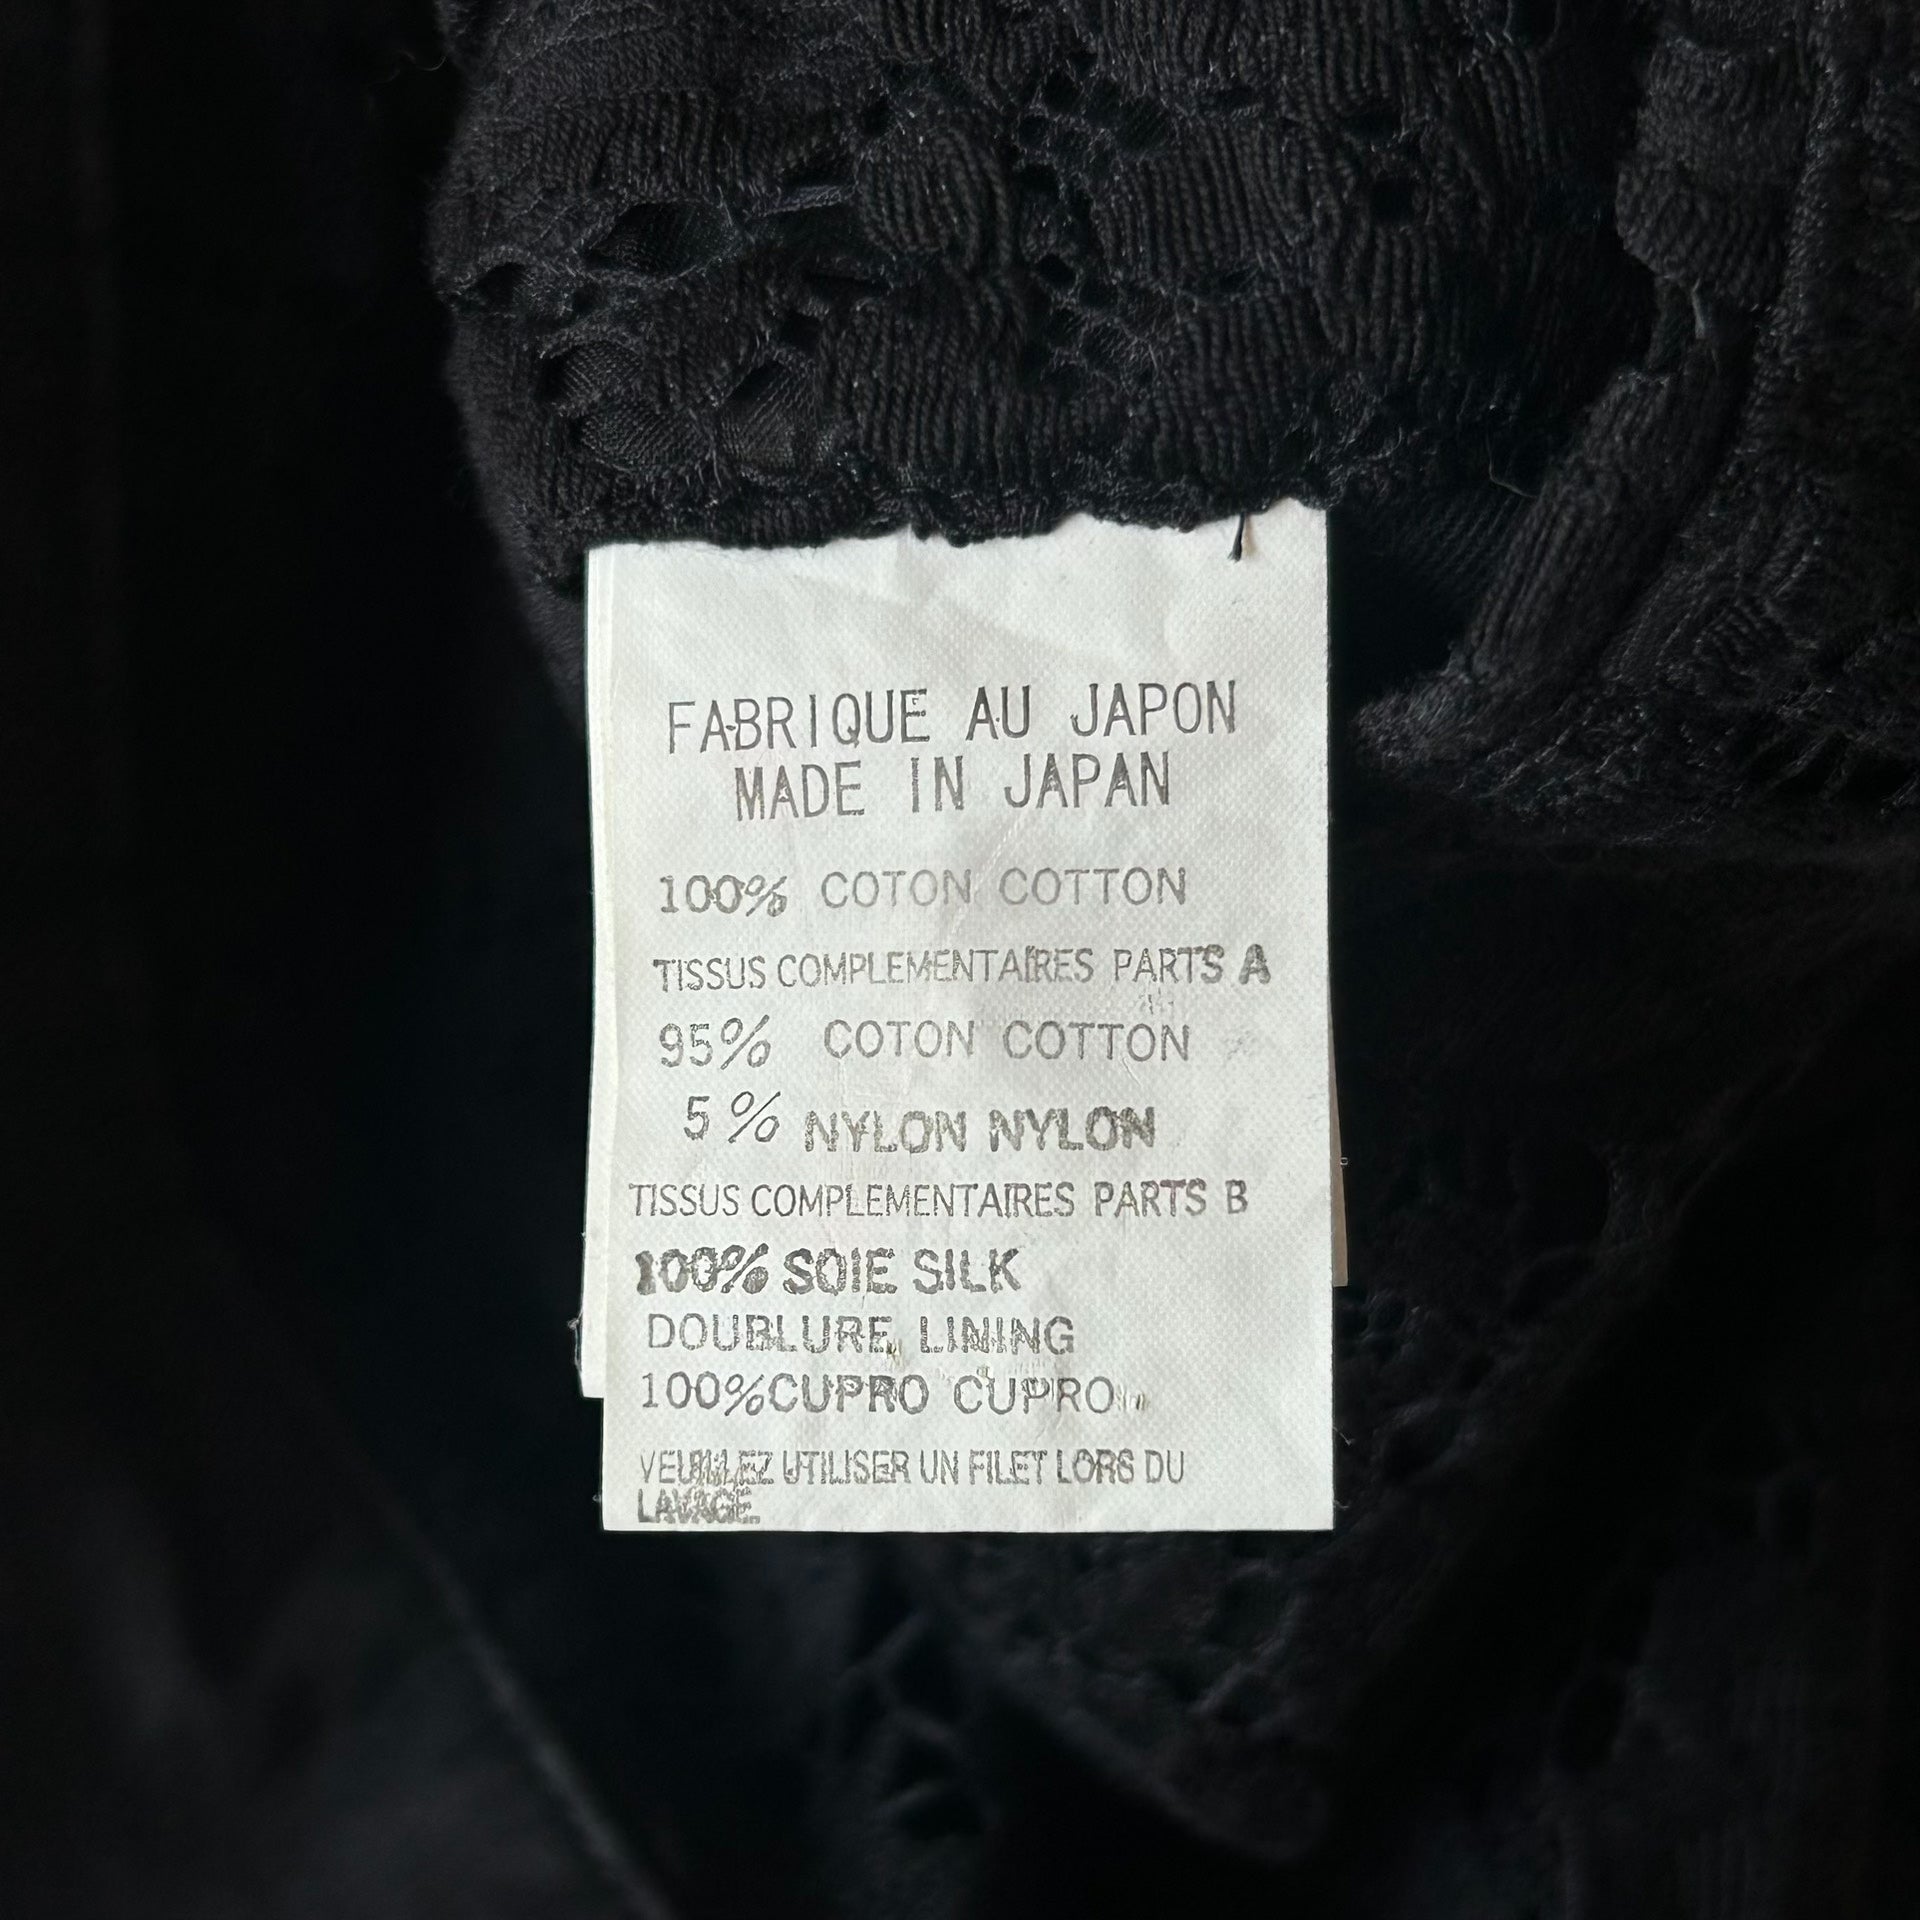 FABRIQUE AU JAPON
MADE IN JAPAN
100% COTON COTTON
TISSUS COMPLEMENTAIRES PARTS A
95% COTON COTTON
5% NYLON NYLON
TISSUS COMPLEMENTAIRES PARTS B
100% SOIE SILK
DOUBLURE LINING
100%CUPRO CUPRO
VEUILLEZ UTILISER UN FILET LORS DU
LAVAGE